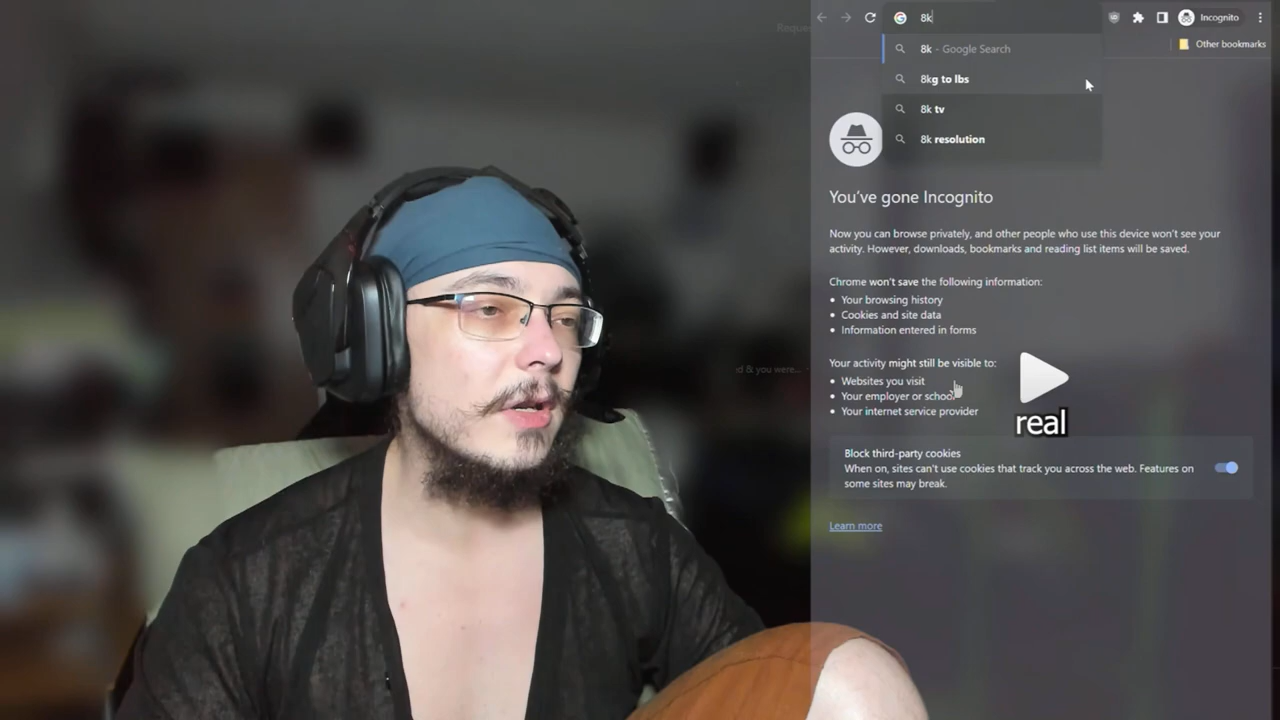 8k
Incognito
Other bookmarks
8k - Google Search
8kg to lbs
8k tv
8k resolution
You've gone Incognito
Now you can browse privately, and other people who use this device won't see your
activity. However, downloads, bookmarks and reading list items will be saved.
Chrome won't save the following information:
• Your browsing history
• Cookies and site data
• Information entered in forms
Your activity might still be visible to:
d & you were...
• Websites you visit
• Your employer or school
• Your internet service provider
real
Block third-party cookies
When on, sites can't use cookies that track you across the web. Features on
some sites may break.
Learn more